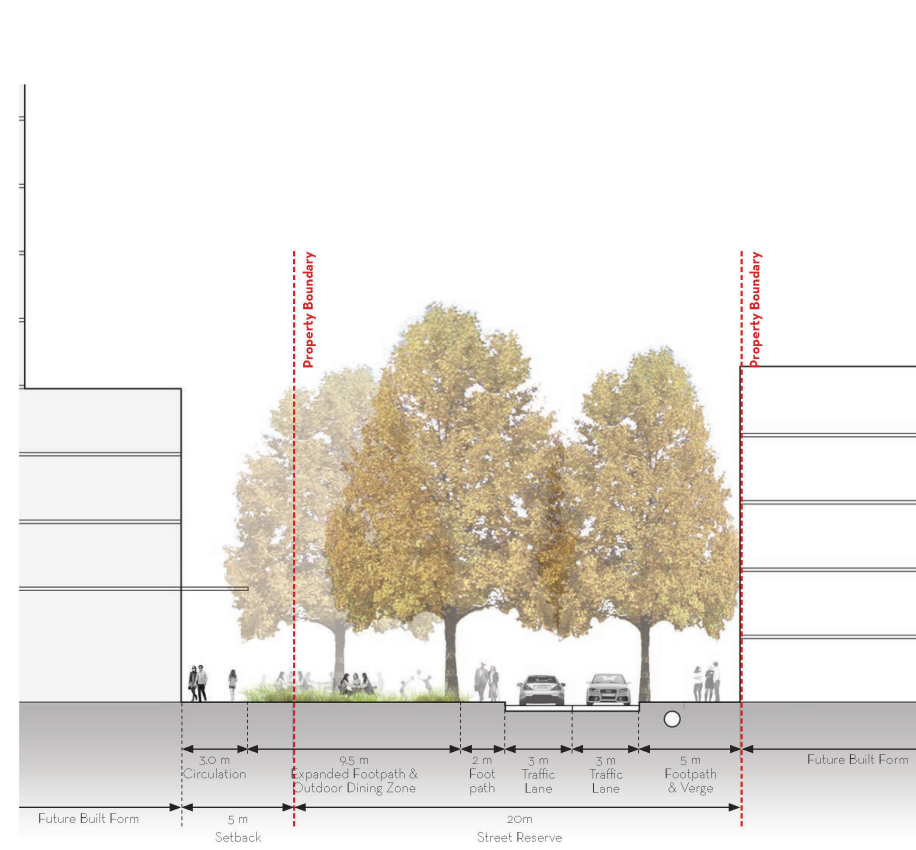 Property Boundary
Property Boundary
3.0 m
Circulation
9.5 m
Expanded Footpath &
Outdoor Dining Zone
2 m
Foot
path
3 m
Traffic
Lane
3 m
Traffic
Lane
5 m
Footpath
& Verge
Future Built Form
Future Built Form
5 m
Setback
20m
Street Reserve